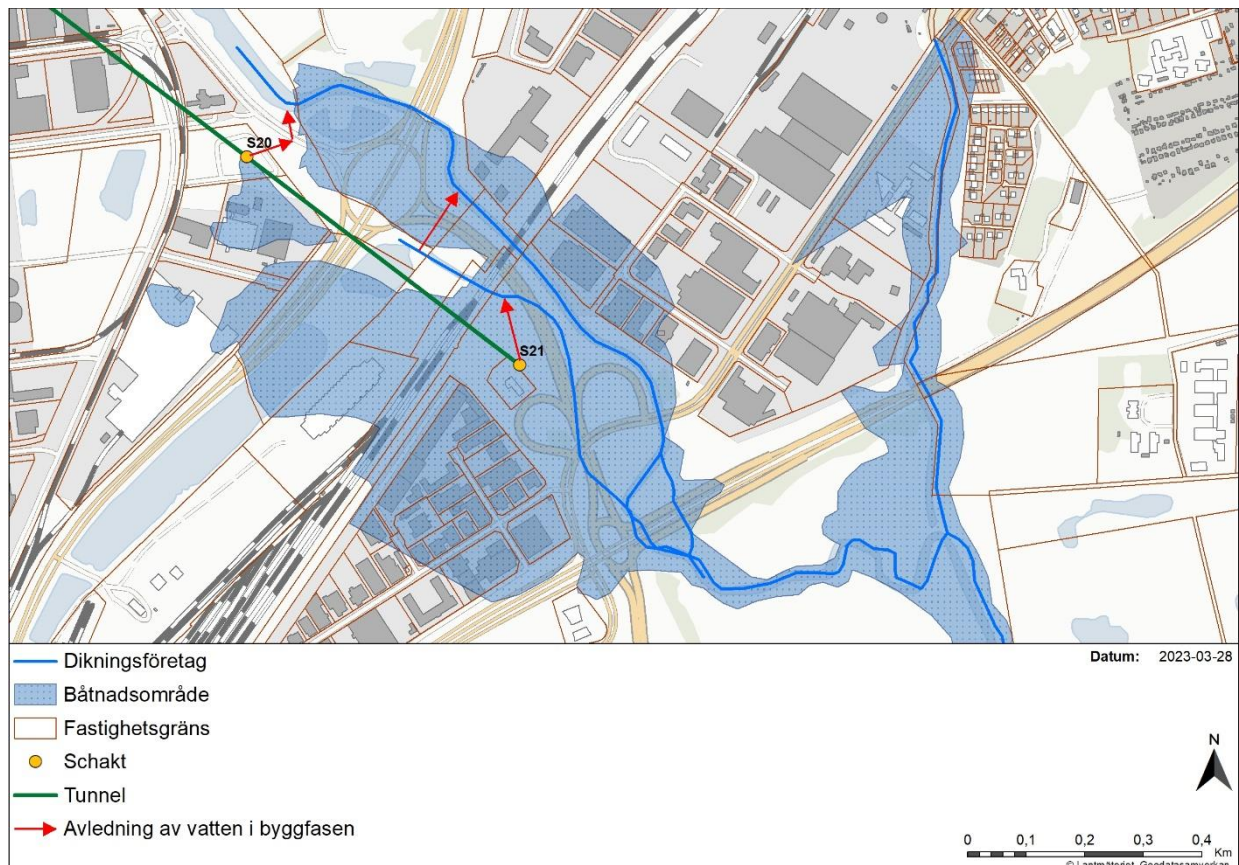 S20
S21
Dikningsföretag
Båtnadsområde
Fastighetsgräns
Schakt
Tunnel
Avledning av vatten i byggfasen
Datum: 2023-03-28
N
0 0,1 0,2 0,3 0,4
Km
© Lantmäteriet, Geodatasamverkan